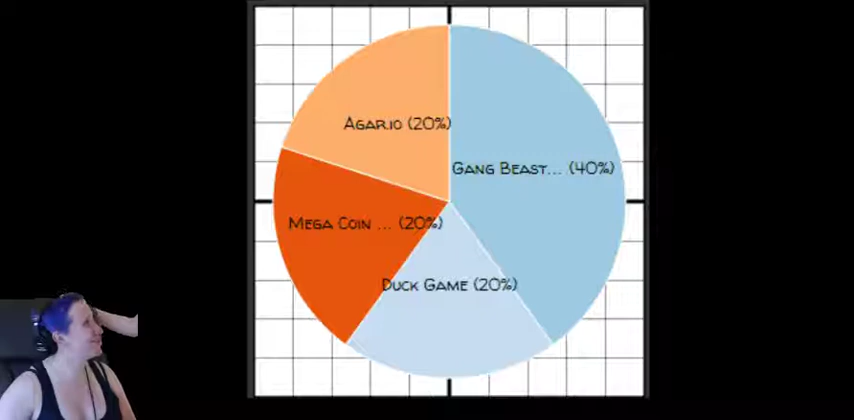 Agar.io (20%)
Gang Beast... (40%)
Mega Coin ... (20%)
Duck Game (20%)